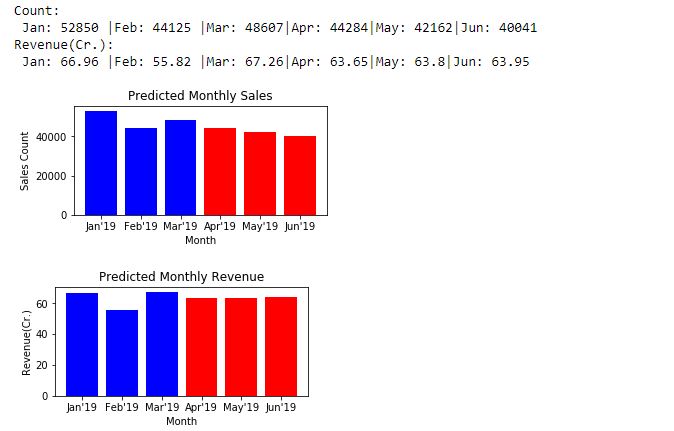 Count:
Jan: 52850 |Feb: 44125 |Mar: 48607|Apr: 44284|May: 42162|Jun: 40041
Revenue(Cr.):
Jan: 66.96 |Feb: 55.82 |Mar: 67.26|Apr: 63.65|May: 63.8|Jun: 63.95
Predicted Monthly Sales
Sales Count
40000
20000
0
Jan'19 Feb'19 Mar'19 Apr'19 May'19 Jun'19
Month
Predicted Monthly Revenue
Revenue(Cr.)
60
40
20
0
Jan'19 Feb'19 Mar'19 Apr'19 May'19 Jun'19
Month